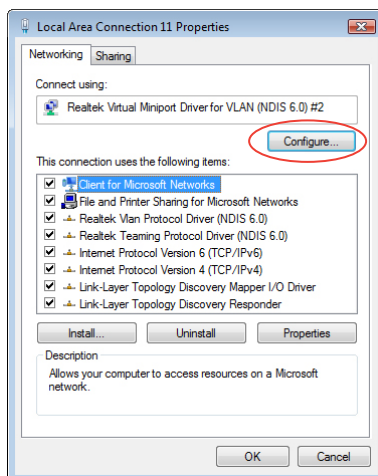 Local Area Connection 11 Properties
Networking
Sharing
Connect using:
Realtek Virtual Miniport Driver for VLAN (NDIS 6.0) #2
Configure...
This connection uses the following items:
Client for Microsoft Networks
File and Printer Sharing for Microsoft Networks
Realtek Vlan Protocol Driver (NDIS 6.0)
Realtek Teaming Protocol Driver (NDIS 6.0)
Internet Protocol Version 6 (TCP/IPv6)
Internet Protocol Version 4 (TCP/IPv4)
Link-Layer Topology Discovery Mapper I/O Driver
Link-Layer Topology Discovery Responder
Install...
Uninstall
Properties
Description
Allows your computer to access resources on a Microsoft
network.
OK
Cancel